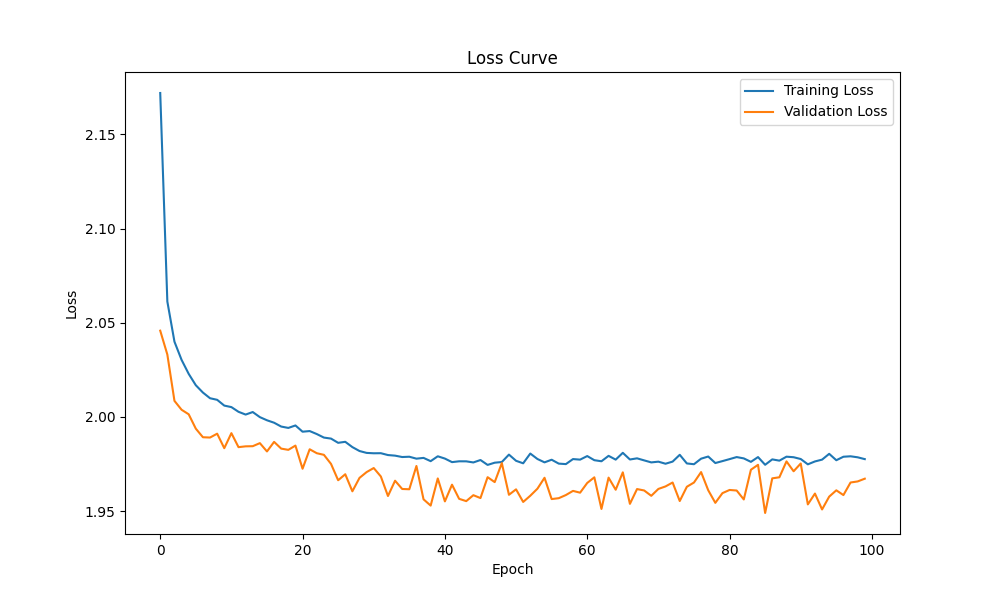 Loss Curve
Training Loss
Validation Loss
2.15
2.10
2.05
2.00
1.95
Loss
0 20 40 60 80 100
Epoch